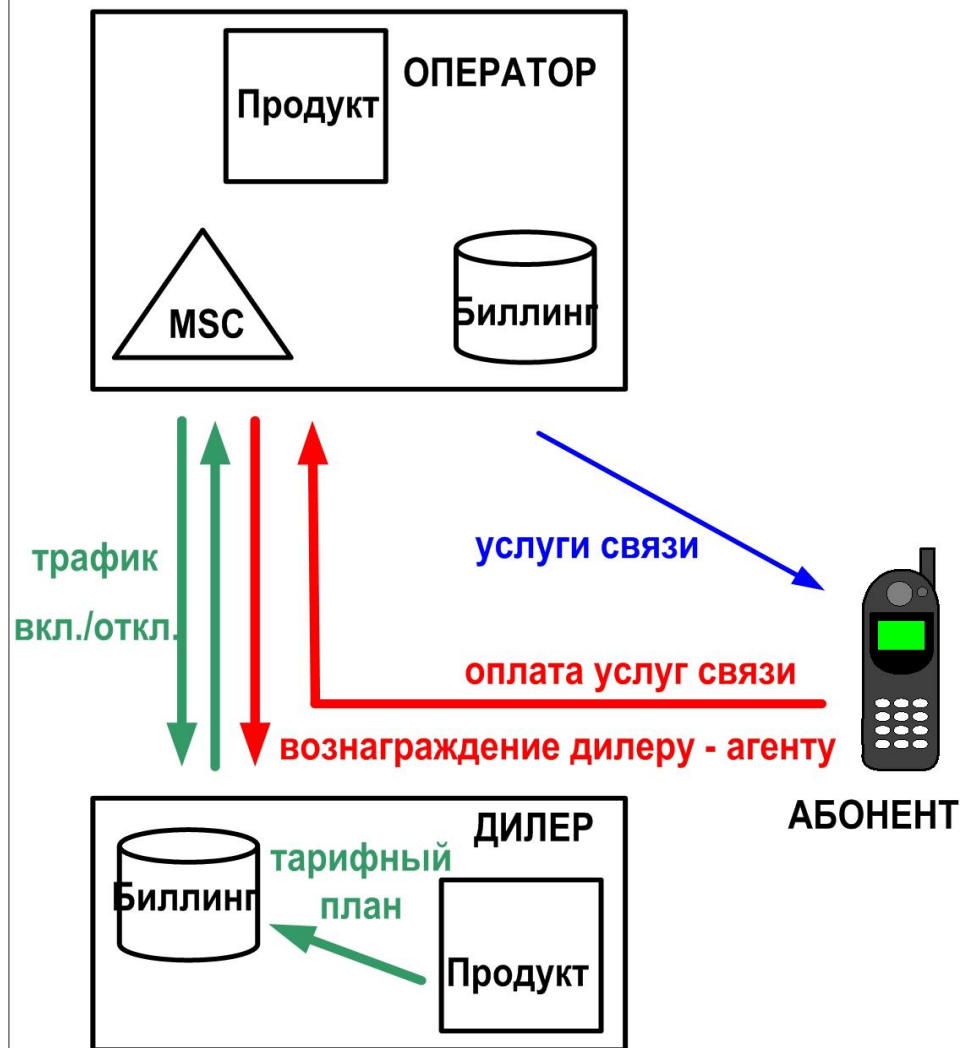 ОПЕРАТОР
Продукт
MSC
Биллинг
трафик
вкл./откл.
услуги связи
оплата услуг связи
вознаграждение дилеру - агенту
АБОНЕНТ
ДИЛЕР
тарифный
план
Биллинг
Продукт